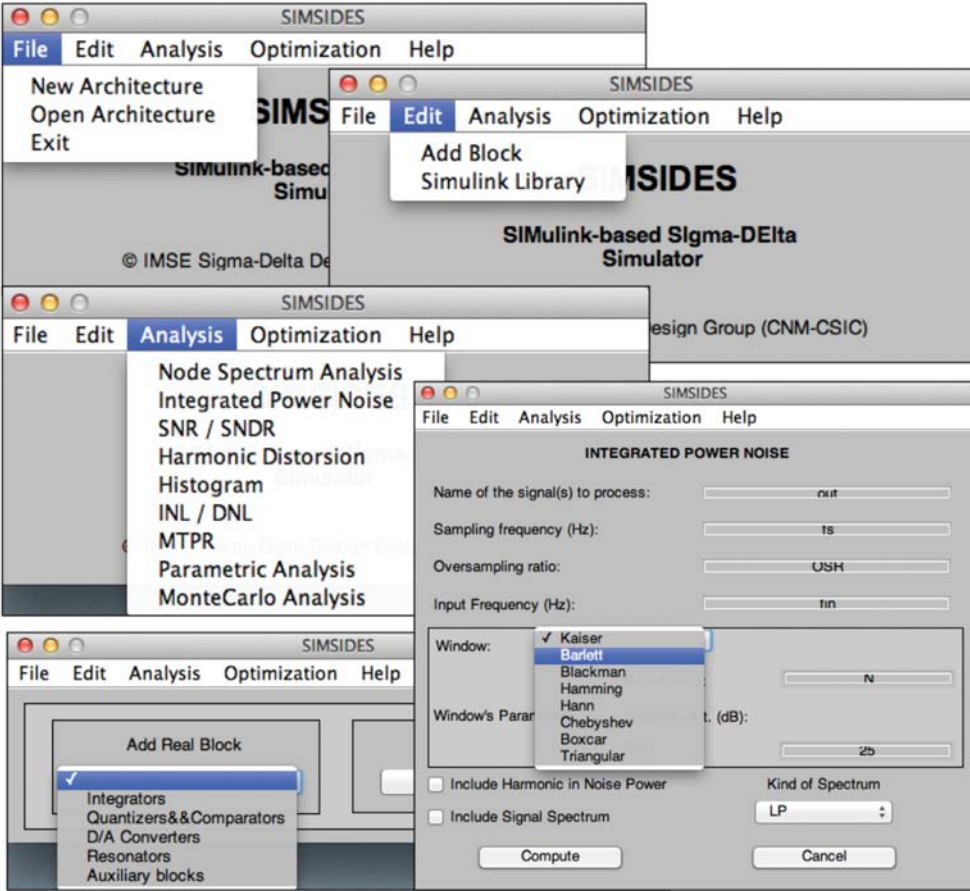 SIMSIDES
File Edit Analysis Optimization Help
New Architecture
Open Architecture
Exit
SIMS
SIMulink-based
Simu
© IMSE Sigma-Delta De
SIMSIDES
File Edit Analysis Optimization Help
Add Block
Simulink Library
SIMSIDES
SIMulink-based SIgma-DElta
Simulator
esign Group (CNM-CSIC)
SIMSIDES
File Edit Analysis Optimization Help
Node Spectrum Analysis
Integrated Power Noise
SNR / SNDR
Harmonic Distorsion
Histogram
INL / DNL
MTPR
Parametric Analysis
MonteCarlo Analysis
SIMSIDES
File Edit Analysis Optimization Help
INTEGRATED POWER NOISE
Name of the signal(s) to process: out
Sampling frequency (Hz): fs
Oversampling ratio: OSR
Input Frequency (Hz): fin
Window:
✓ Kaiser
Barlett
Blackman
Hamming
Hann
Chebyshev
Boxcar
Triangular
N
Window's Para t. (dB):
25
Include Harmonic in Noise Power
Include Signal Spectrum
Kind of Spectrum
LP
Compute Cancel
SIMSIDES
File Edit Analysis Optimization Help
Add Real Block
✓
Integrators
Quantizers&&Comparators
D/A Converters
Resonators
Auxiliary blocks